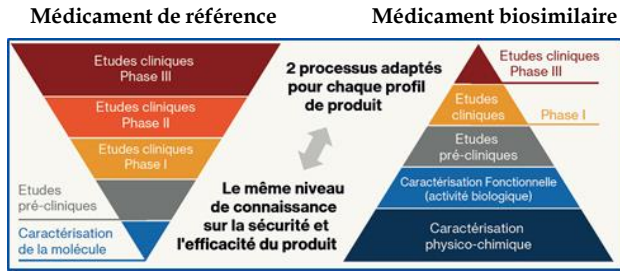 Médicament de référence
Médicament biosimilaire
Etudes cliniques
Phase III
Etudes cliniques
Phase II
Etudes cliniques
Phase I
Etudes
pré-cliniques
Caractérisation
de la molécule
2 processus adaptés
pour chaque profil
de produit
Le même niveau
de connaissance
sur la sécurité et
l'efficacité du produit
Etudes cliniques
Phase III
Etudes
cliniques
Phase I
Etudes
pré-cliniques
Caractérisation Fonctionnelle
(activité biologique)
Caractérisation
physico-chimique